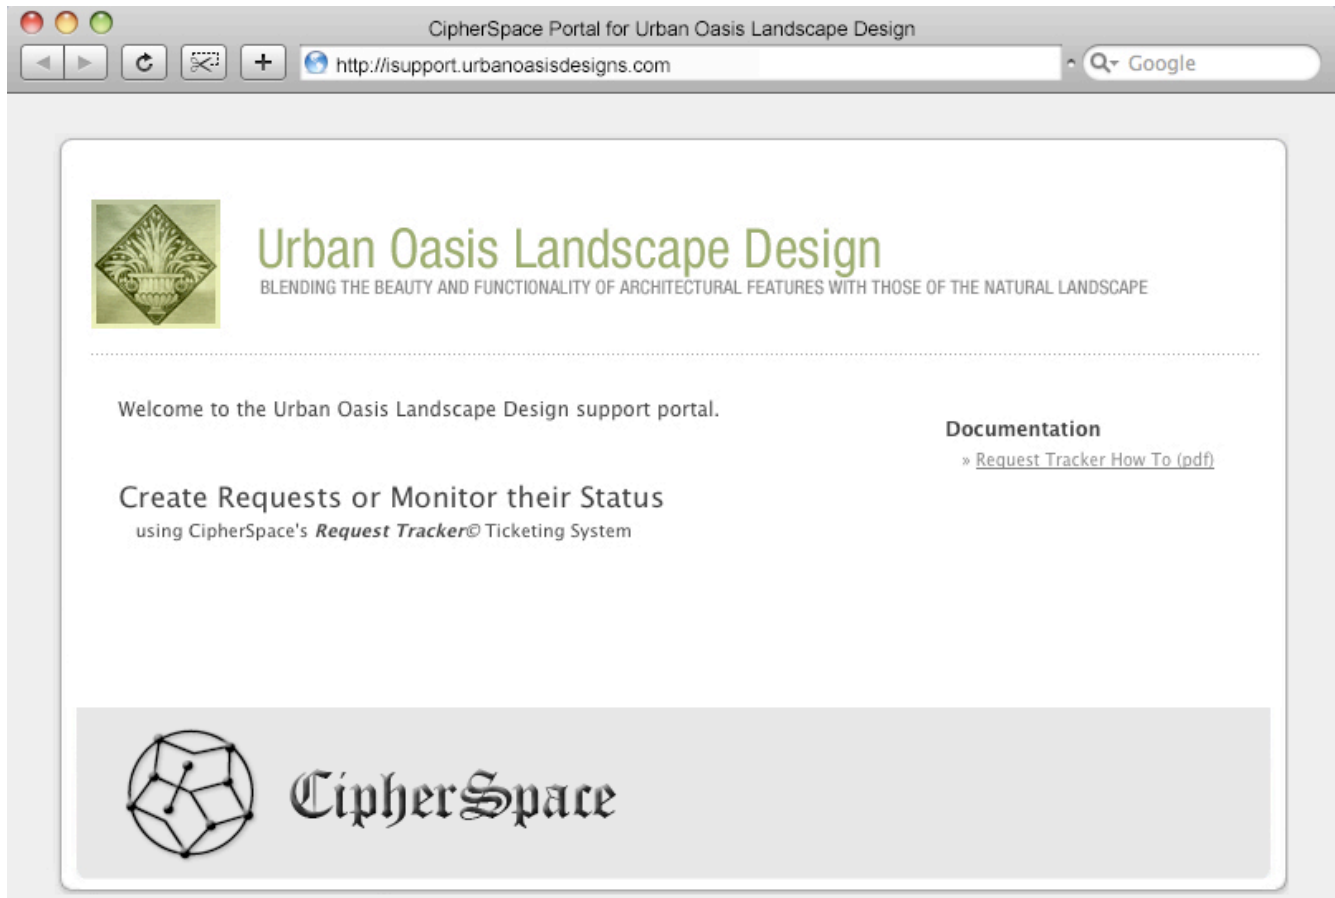 CipherSpace Portal for Urban Oasis Landscape Design
http://isupport.urbanoasisdesigns.com
Google
Urban Oasis Landscape Design
BLENDING THE BEAUTY AND FUNCTIONALITY OF ARCHITECTURAL FEATURES WITH THOSE OF THE NATURAL LANDSCAPE
Welcome to the Urban Oasis Landscape Design support portal.
Documentation
» Request Tracker How To (pdf)
Create Requests or Monitor their Status
using CipherSpace's Request Tracker© Ticketing System
CipherSpace